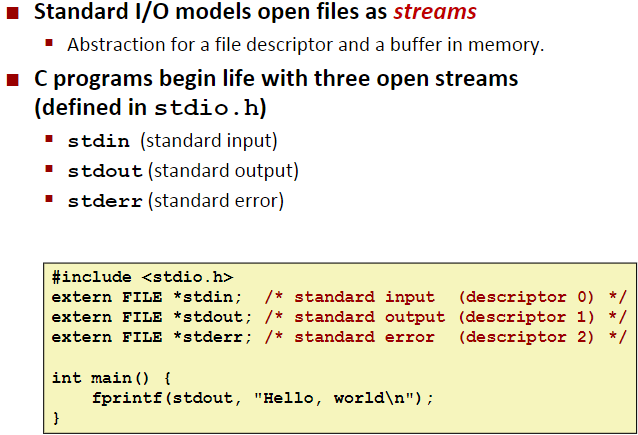 Standard I/O models open files as streams
Abstraction for a file descriptor and a buffer in memory.
C programs begin life with three open streams
(defined in stdio.h)
stdin (standard input)
stdout (standard output)
stderr (standard error)
#include <stdio.h>
extern FILE *stdin;  /* standard input  (descriptor 0) */
extern FILE *stdout; /* standard output (descriptor 1) */
extern FILE *stderr; /* standard error  (descriptor 2) */
int main() {
    fprintf(stdout, "Hello, world\n");
}